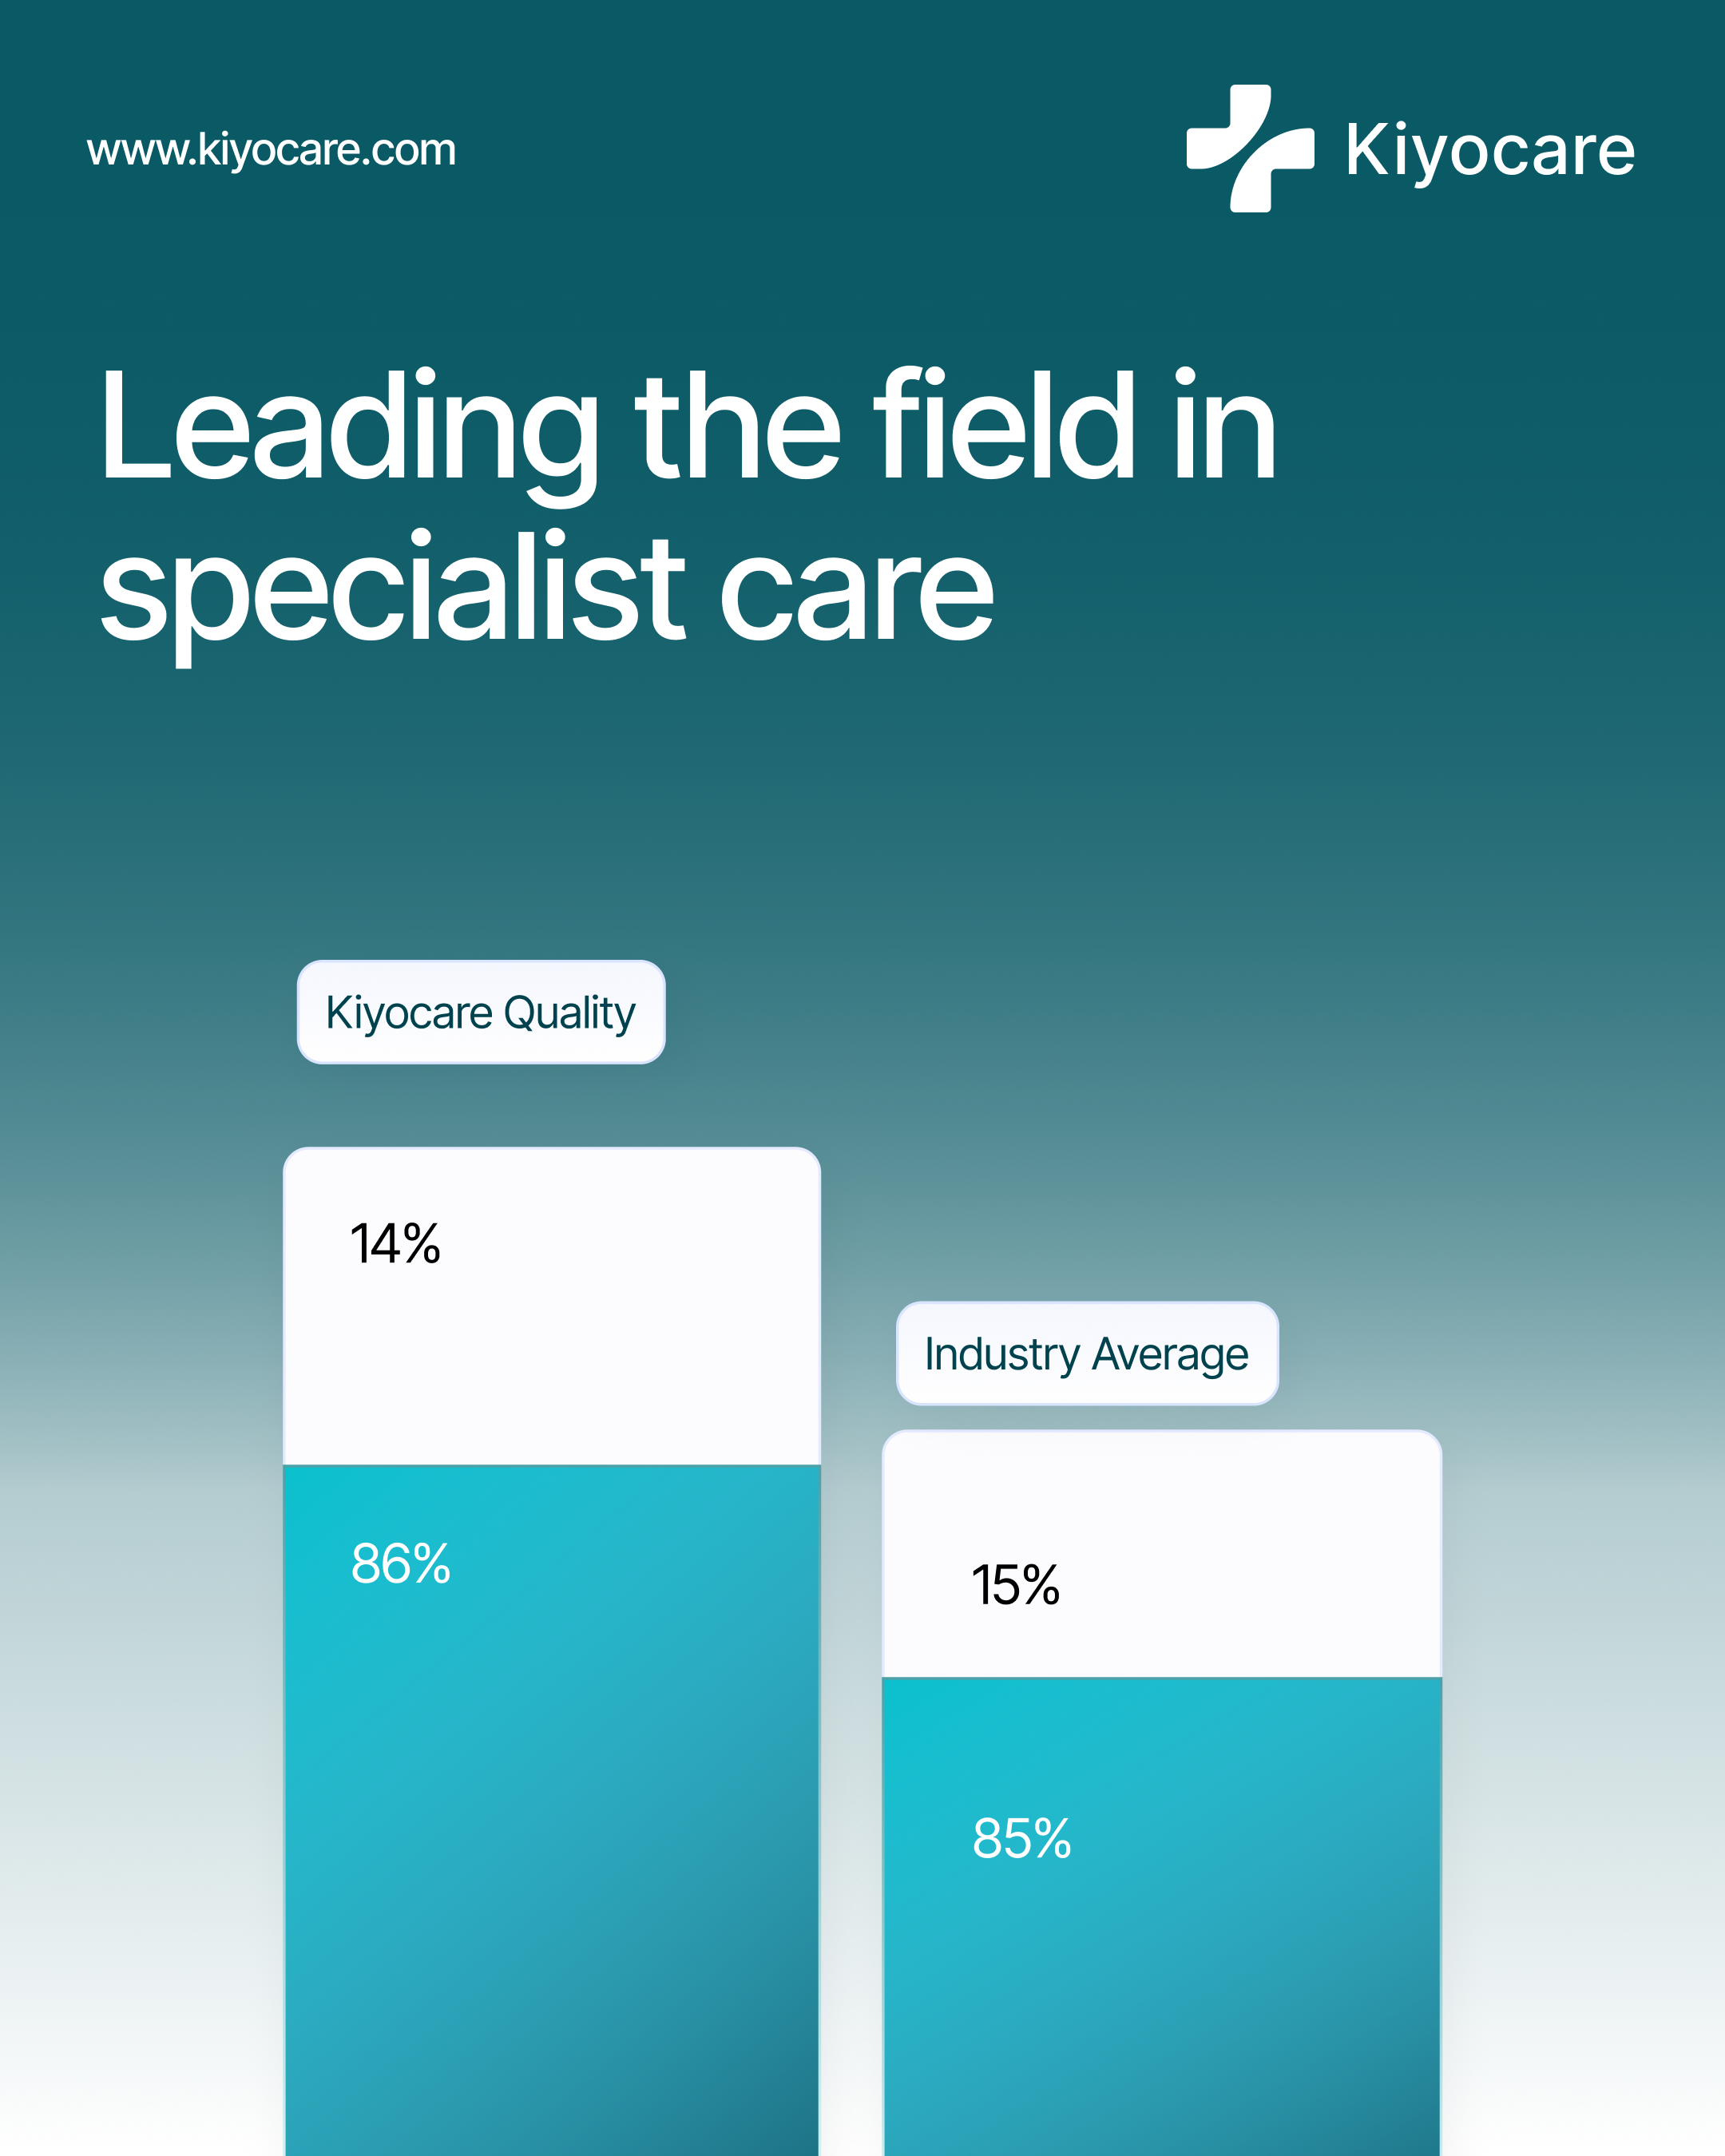 www.kiyocare.com
Kiyocare
Leading the field in
specialist care
Kiyocare Quality
14%
86%
Industry Average
15%
85%